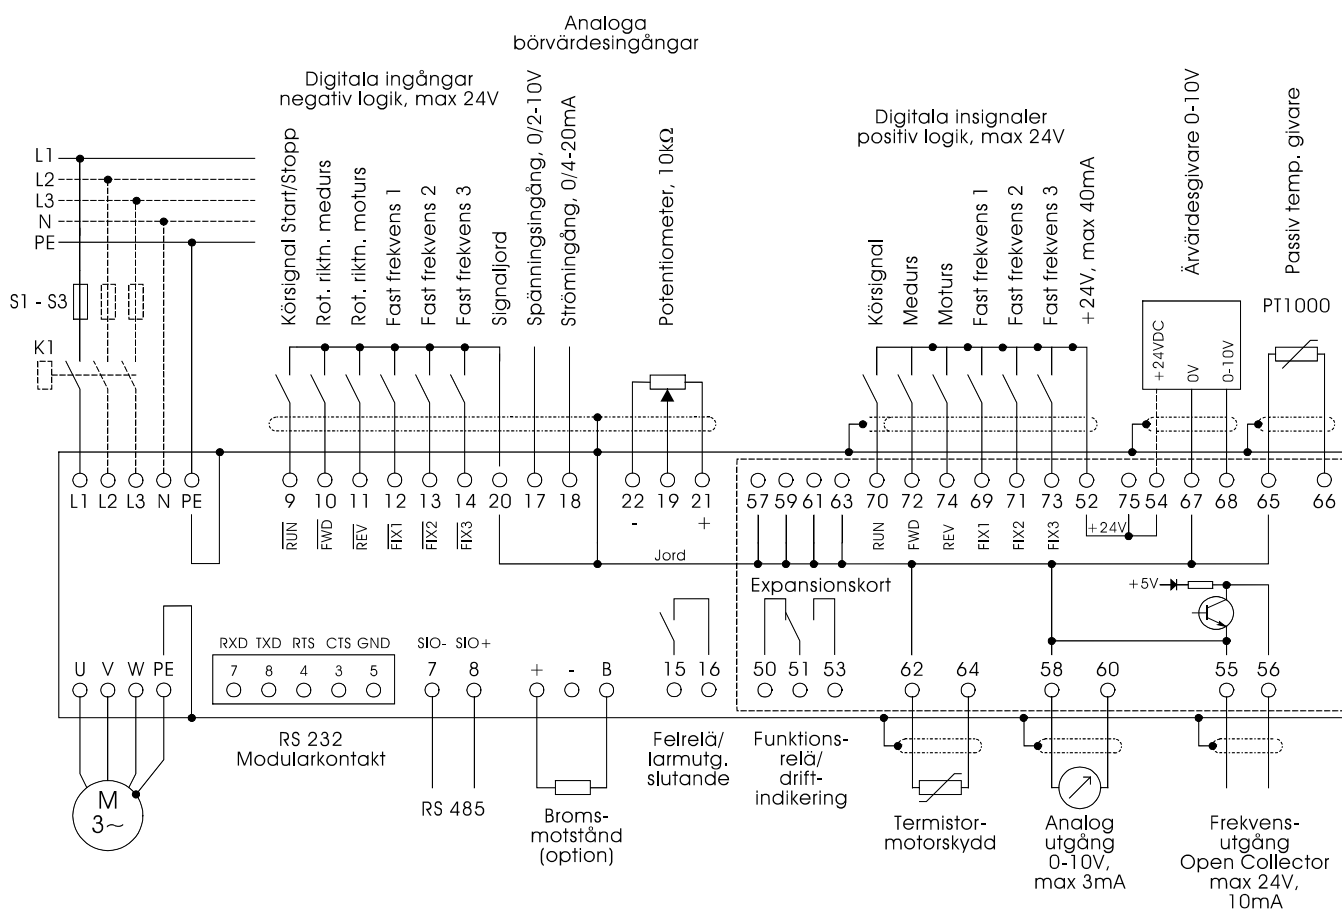 Analoga
börvärdesingångar
Digitala ingångar
negativ logik, max 24V
Digitala insignaler
positiv logik, max 24V
L1
L2
L3
N
PE
S1 - S3
K1
Körsignal Start/Stopp
Rot. riktn. medurs
Rot. riktn. moturs
Fast frekvens 1
Fast frekvens 2
Fast frekvens 3
Signaljord
Spänningsingång, 0/2-10V
Strömingång, 0/4-20mA
Potentiometer, 10kΩ
Körsignal
Medurs
Moturs
Fast frekvens 1
Fast frekvens 2
Fast frekvens 3
+24V, max 40mA
Ärvärdesgivare 0-10V
Passiv temp. givare
PT1000
+24VDC
0V
0-10V
L1 L2 L3 N PE
9 10 11 12 13 14 20 17 18 22 19 21
57 59 61 63 70 72 74 69 71 73 52 75 54 67 68 65 66
RUN
FWD
REV
FIX1
FIX2
FIX3
- +
RUN
FWD
REV
FIX1
FIX2
FIX3
+24V
Jord
Expansionskort
+5V
U V W PE
RXD TXD RTS CTS GND
7 8 4 3 5
SIO- SIO+
7 8
+ - B
15 16
50 51 53
62 64
58 60
55 56
RS 232
Modularkontakt
RS 485
M
3~
Broms-
motstånd
(option)
Felrelä/
larmutg.
slutande
Funktions-
relä/
drift-
indikering
Termistor-
motorskydd
Analog
utgång
0-10V,
max 3mA
Frekvens-
utgång
Open Collector
max 24V,
10mA